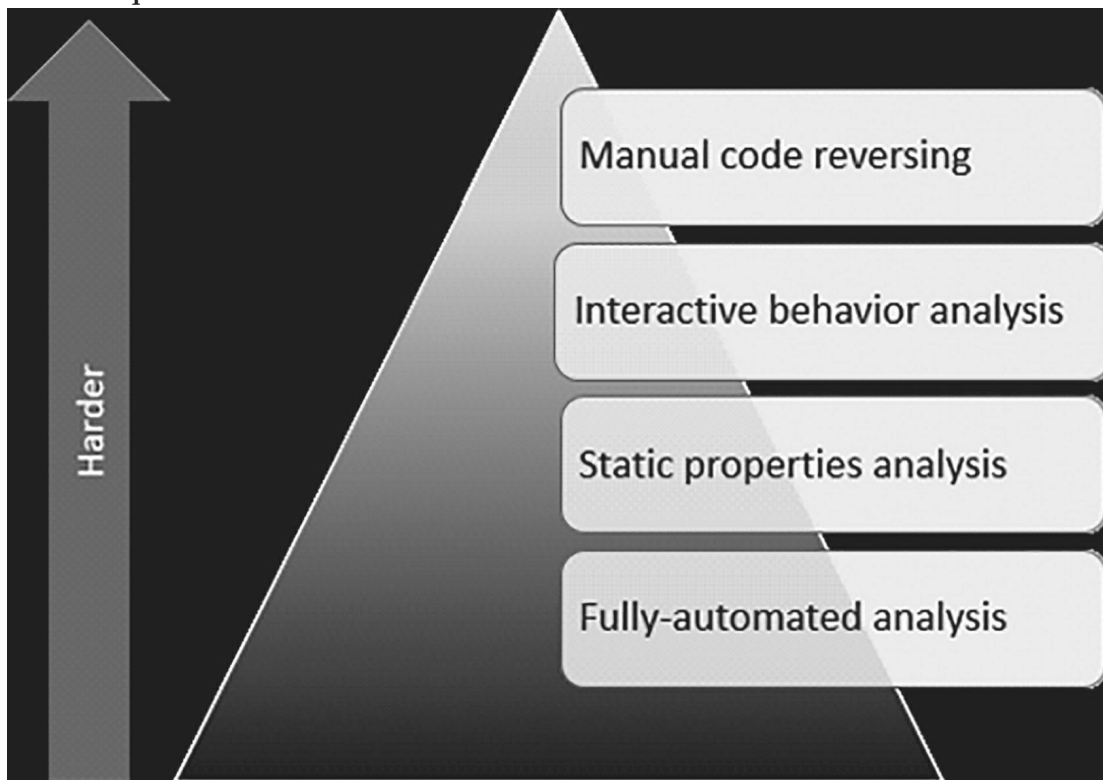 Manual code reversing
Interactive behavior analysis
Harder
Static properties analysis
Fully-automated analysis